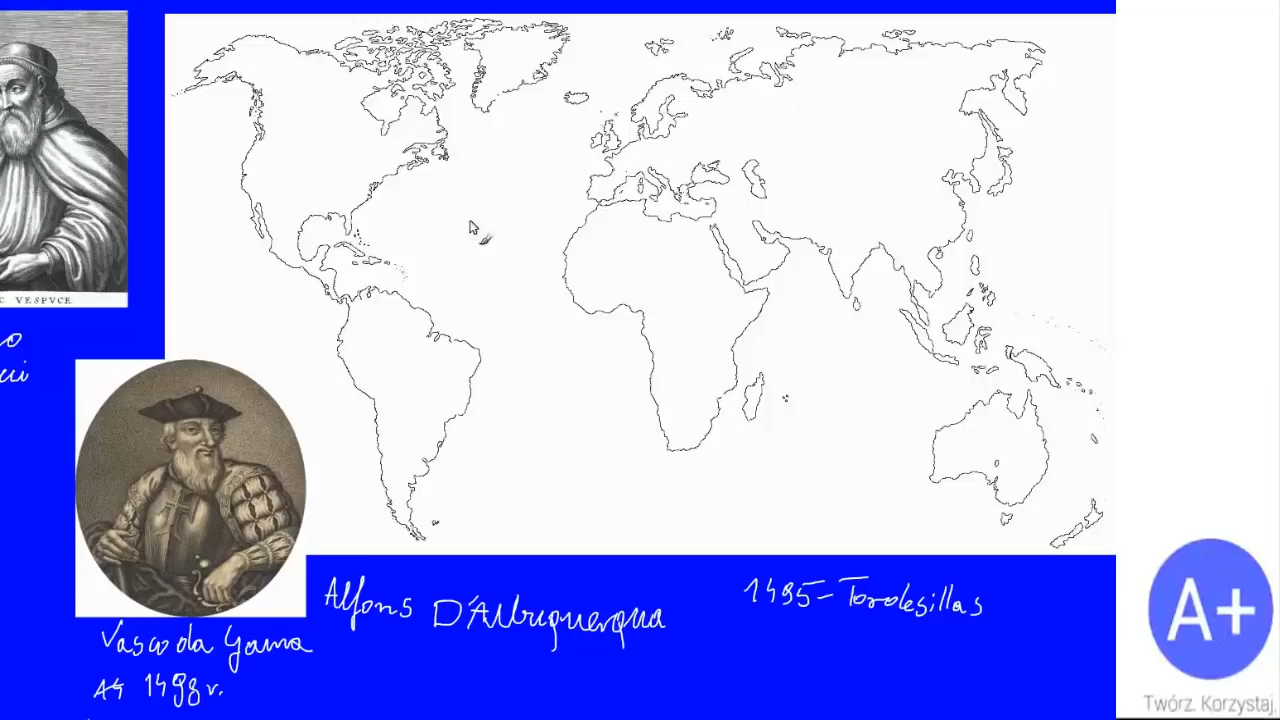 C. VESPVCE
Alfons D'Albuquerqua
1495 - Tordesillas
Vasco da Gama
1498 r.
A+
Twórz. Korzystaj.